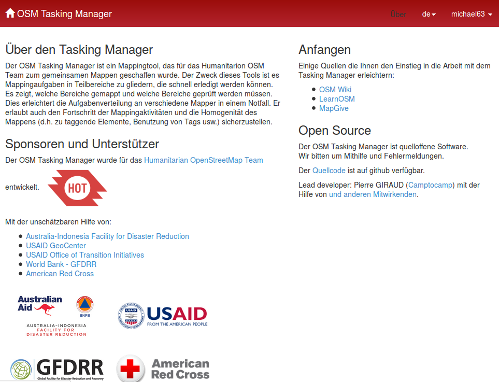 OSM Tasking Manager
Über
de
michael63
Über den Tasking Manager
Der OSM Tasking Manager ist ein Mappingtool, das für das Humanitarion OSM
Team zum gemeinsamen Mappen geschaffen wurde. Der Zweck dieses Tools ist es
Mappingaufgaben in Teilbereiche zu gliedern, die schnell erledigt werden können.
Es zeigt, welche Bereiche gemappt und welche Bereiche geprüft werden müssen.
Dies erleichtert die Aufgabenverteilung an verschiedene Mapper in einem Notfall. Er
erlaubt auch den Fortschritt der Mappingaktivitäten und die Homogenität des
Mappens (d.h. zu taggende Elemente, Benutzung von Tags usw.) sicherzustellen.
Sponsoren und Unterstützer
Der OSM Tasking Manager wurde für das Humanitarian OpenStreetMap Team
HOT
entwickelt.
Mit der unschätzbaren Hilfe von:
Australia-Indonesia Facility for Disaster Reduction
USAID GeoCenter
USAID Office of Transition Initiatives
World Bank - GFDRR
American Red Cross
Australian
Aid
BNPB
AUSTRALIA-INDONESIA
FACILITY FOR
DISASTER REDUCTION
USAID
FROM THE AMERICAN PEOPLE
GFDRR
Global Facility for Disaster Reduction and Recovery
American
Red Cross
Anfangen
Einige Quellen die Ihnen den Einstieg in die Arbeit mit dem
Tasking Manager erleichtern:
OSM Wiki
LearnOSM
MapGive
Open Source
Der OSM Tasking Manager ist quelloffene Software.
Wir bitten um Mithilfe und Fehlermeldungen.
Der Quellcode ist auf github verfügbar.
Lead developer: Pierre GIRAUD (Camptocamp) mit der
Hilfe von und anderen Mitwirkenden.